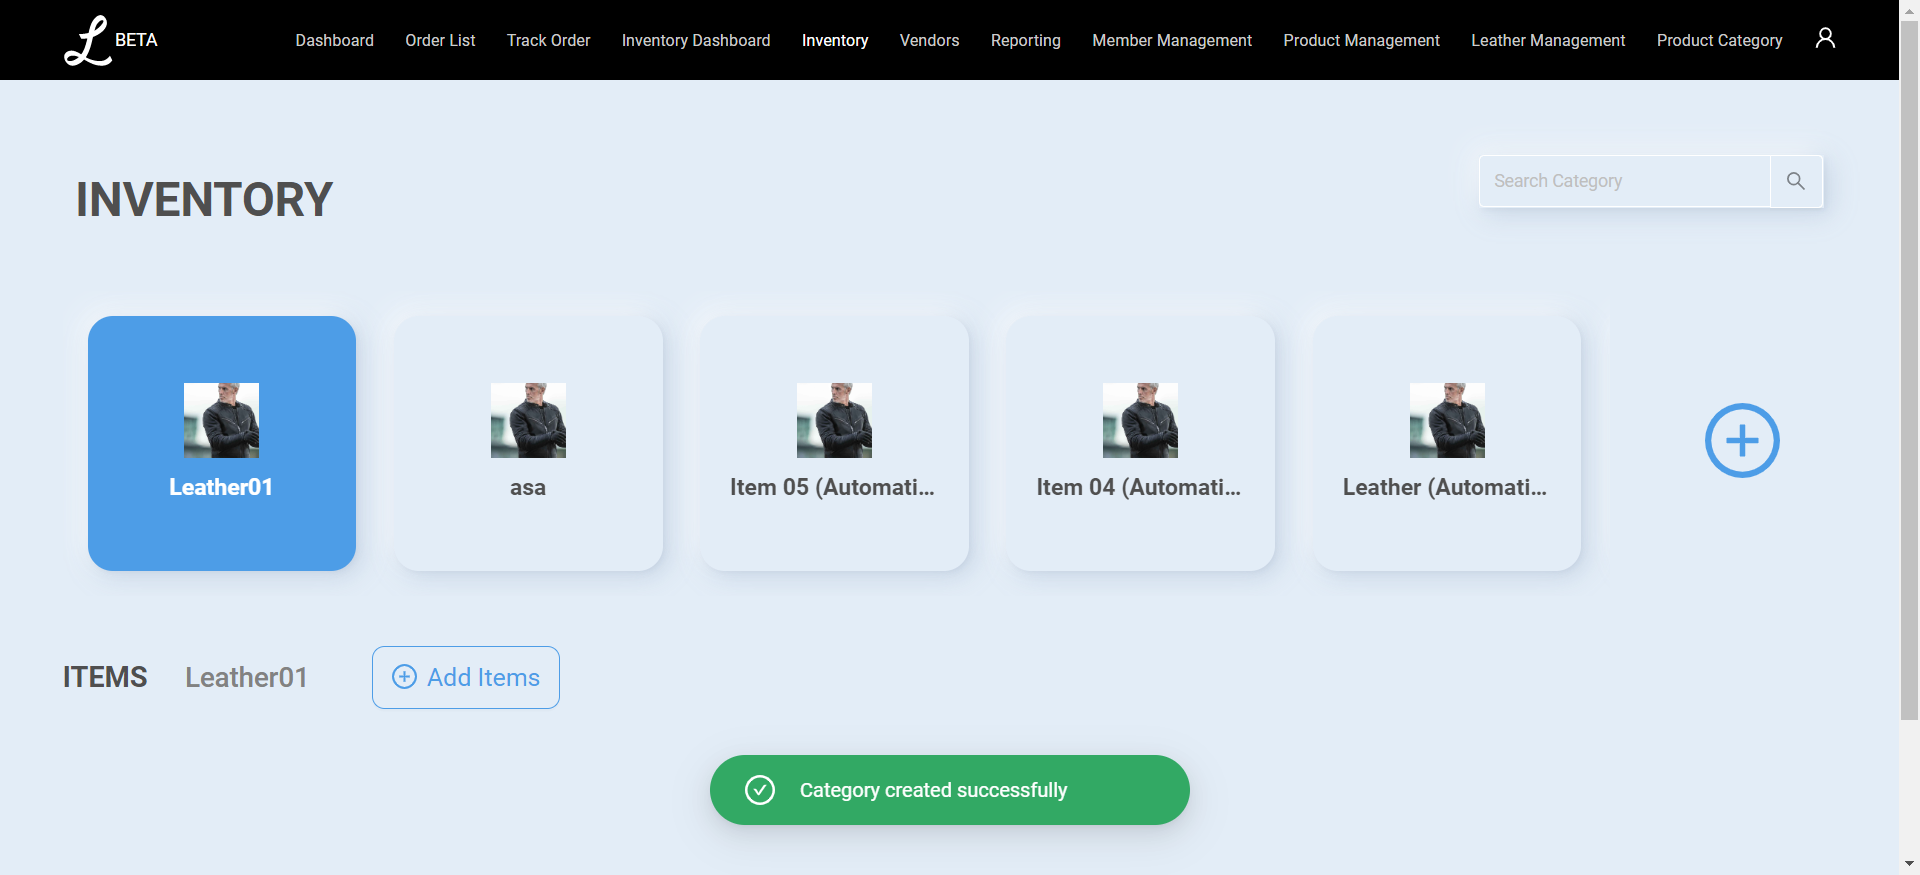 L BETA
Dashboard
Order List
Track Order
Inventory Dashboard
Inventory
Vendors
Reporting
Member Management
Product Management
Leather Management
Product Category
INVENTORY
Search Category
Leather01
asa
Item 05 (Automati...
Item 04 (Automati...
Leather (Automati...
ITEMS
Leather01
Add Items
Category created successfully